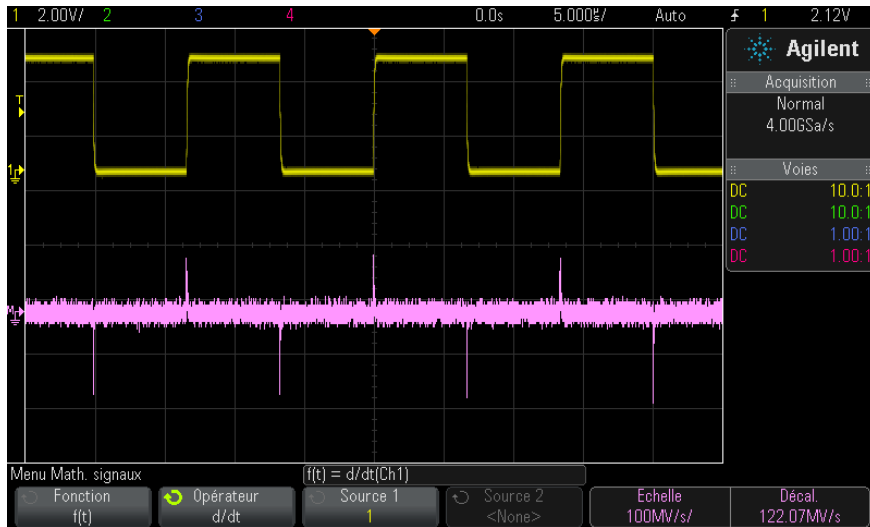 1 2.00V/ 2 3 4 0.0s 5.000µs/ Auto 1 2.12V
Agilent
Acquisition
Normal
4.00GSa/s
Voies
DC 10.0:1
DC 10.0:1
DC 1.00:1
DC 1.00:1
T
1
M
Menu Math. signaux
f(t) = d/dt(Ch1)
Fonction
f(t)
Opérateur
d/dt
Source 1
1
Source 2
<None>
Echelle
100MV/s/
Décal.
122.07MV/s